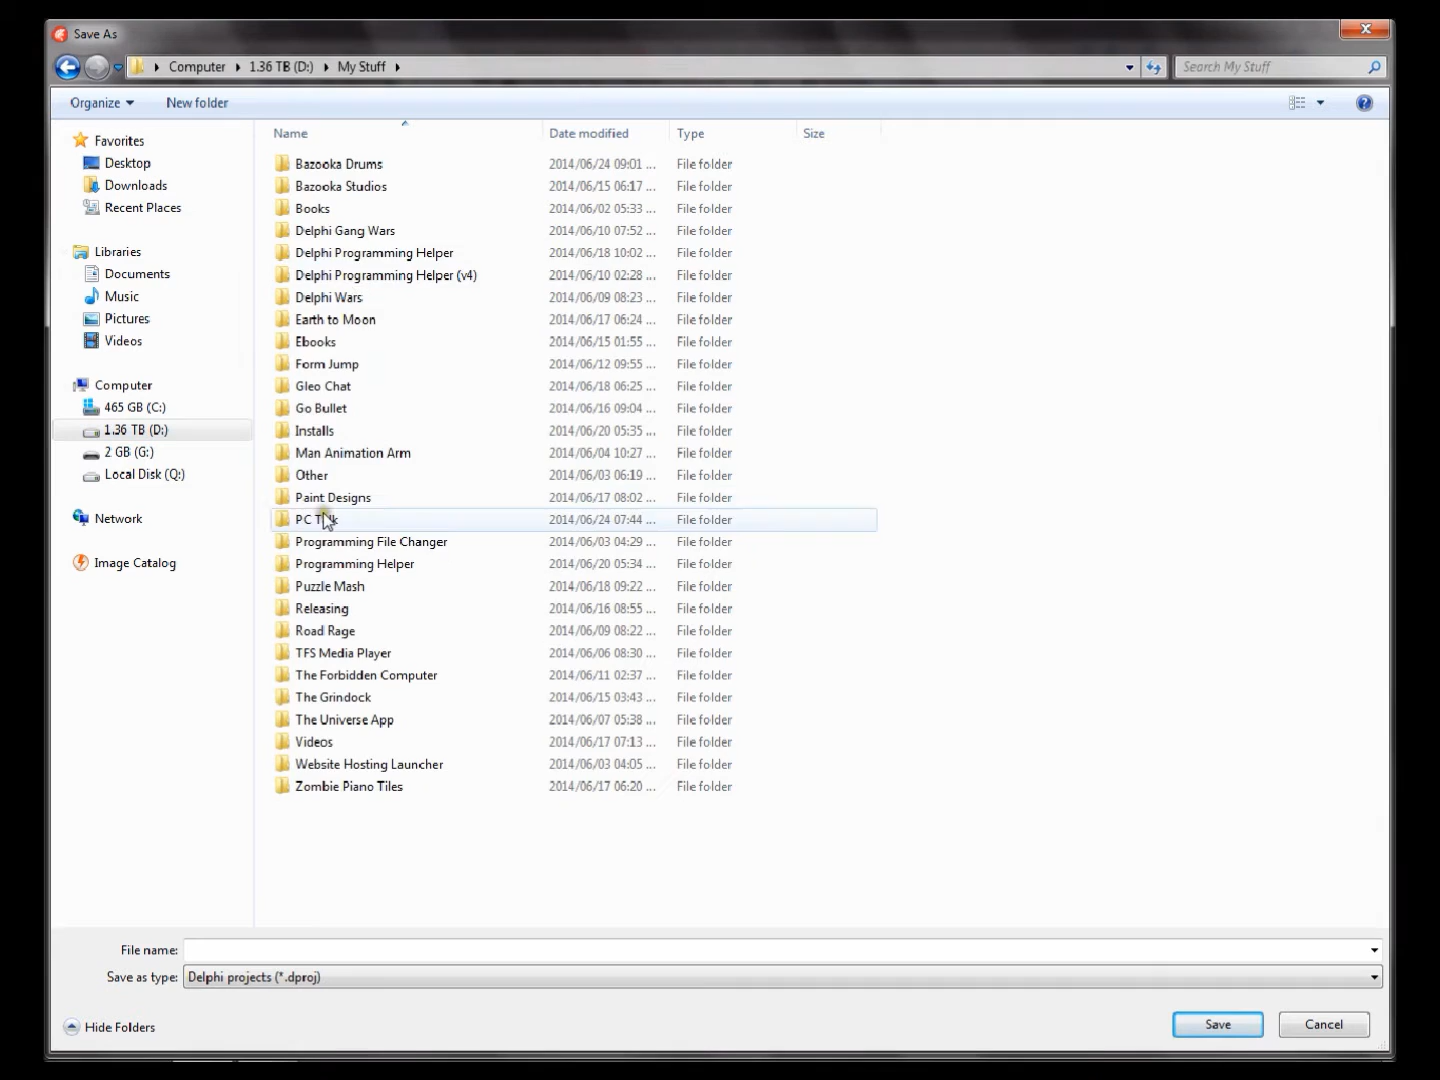 Save As
Computer 1.36 TB (D:) My Stuff
Search My Stuff
Organize New folder
Favorites
Desktop
Downloads
Recent Places
Libraries
Documents
Music
Pictures
Videos
Computer
465 GB (C:)
1.36 TB (D:)
2 GB (G:)
Local Disk (Q:)
Network
Image Catalog
Name Date modified Type Size
Bazooka Drums 2014/06/24 09:01 ... File folder
Bazooka Studios 2014/06/15 06:17 ... File folder
Books 2014/06/02 05:33 ... File folder
Delphi Gang Wars 2014/06/10 07:52 ... File folder
Delphi Programming Helper 2014/06/18 10:02 ... File folder
Delphi Programming Helper (v4) 2014/06/10 02:28 ... File folder
Delphi Wars 2014/06/09 08:23 ... File folder
Earth to Moon 2014/06/17 06:24 ... File folder
Ebooks 2014/06/15 01:55 ... File folder
Form Jump 2014/06/12 09:55 ... File folder
Gleo Chat 2014/06/18 06:25 ... File folder
Go Bullet 2014/06/16 09:04 ... File folder
Installs 2014/06/20 05:35 ... File folder
Man Animation Arm 2014/06/04 10:27 ... File folder
Other 2014/06/03 06:19 ... File folder
Paint Designs 2014/06/17 08:02 ... File folder
PC 2014/06/24 07:44 ... File folder
Programming File Changer 2014/06/03 04:29 ... File folder
Programming Helper 2014/06/20 05:34 ... File folder
Puzzle Mash 2014/06/18 09:22 ... File folder
Releasing 2014/06/16 08:55 ... File folder
Road Rage 2014/06/09 08:22 ... File folder
TFS Media Player 2014/06/06 08:30 ... File folder
The Forbidden Computer 2014/06/11 02:37 ... File folder
The Grindock 2014/06/15 03:43 ... File folder
The Universe App 2014/06/07 05:38 ... File folder
Videos 2014/06/17 07:13 ... File folder
Website Hosting Launcher 2014/06/03 04:05 ... File folder
Zombie Piano Tiles 2014/06/17 06:20 ... File folder
File name:
Save as type: Delphi projects (*.dproj)
Hide Folders Save Cancel